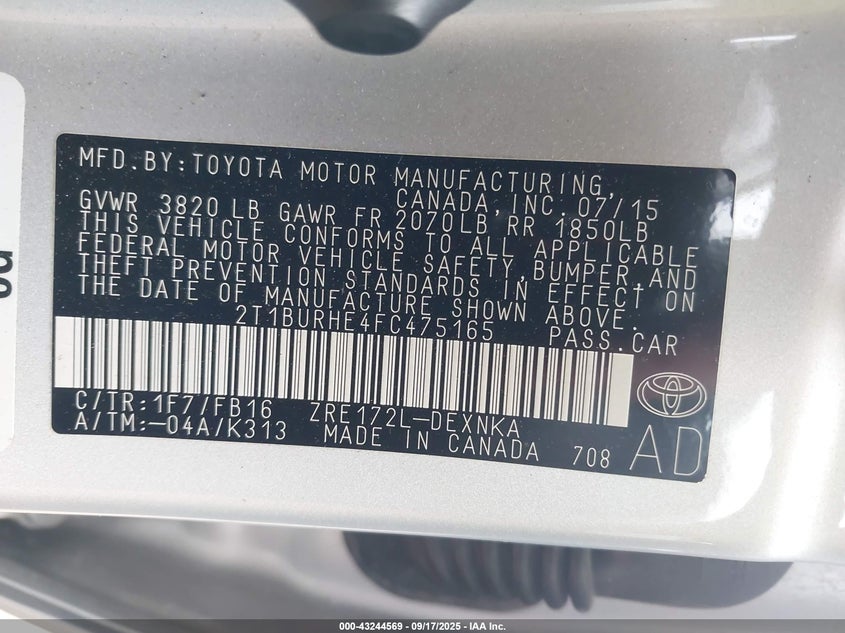 MFD.BY:TOYOTA MOTOR MANUFACTURING,
CANADA, INC. 07/15
GVWR 3820 LB GAWR FR 2070LB RR 1850LB
THIS VEHICLE CONFORMS TO ALL APPLICABLE
FEDERAL MOTOR VEHICLE SAFETY,BUMPER,AND
THEFT PREVENTION STANDARDS IN EFFECT ON
THE DATE OF MANUFACTURE SHOWN ABOVE.
2T1BURHE4FC475165 PASS.CAR
C/TR:1F7/FB16 ZRE172L-DEXNKA
A/TM:-04A/K313 MADE IN CANADA 708 AD
000-43244569 - 09/17/2025 - IAA Inc.